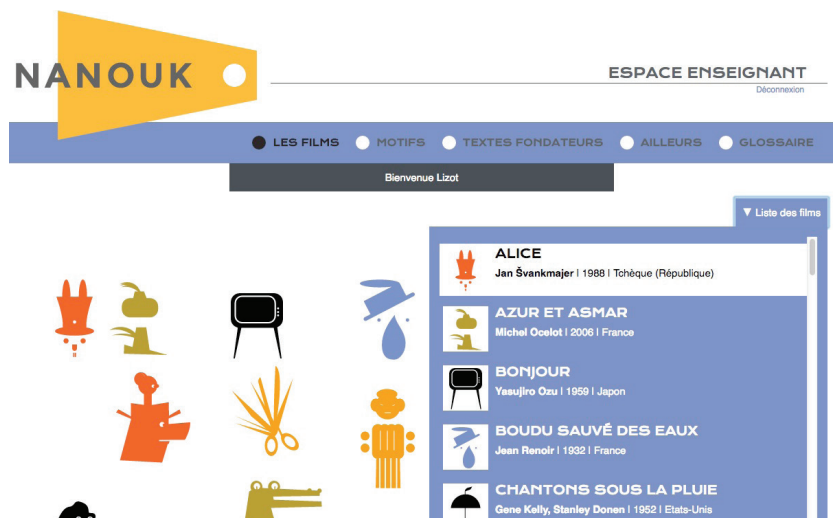 NANOUK
ESPACE ENSEIGNANT
Déconnexion
LES FILMS MOTIFS TEXTES FONDATEURS AILLEURS GLOSSAIRE
Bienvenue Lizot
▼ Liste des films
ALICE
Jan Švankmajer | 1988 | Tchèque (République)
AZUR ET ASMAR
Michel Ocelot | 2006 | France
BONJOUR
Yasujiro Ozu | 1959 | Japon
BOUDU SAUVÉ DES EAUX
Jean Renoir | 1932 | France
CHANTONS SOUS LA PLUIE
Gene Kelly, Stanley Donen | 1952 | Etats-Unis